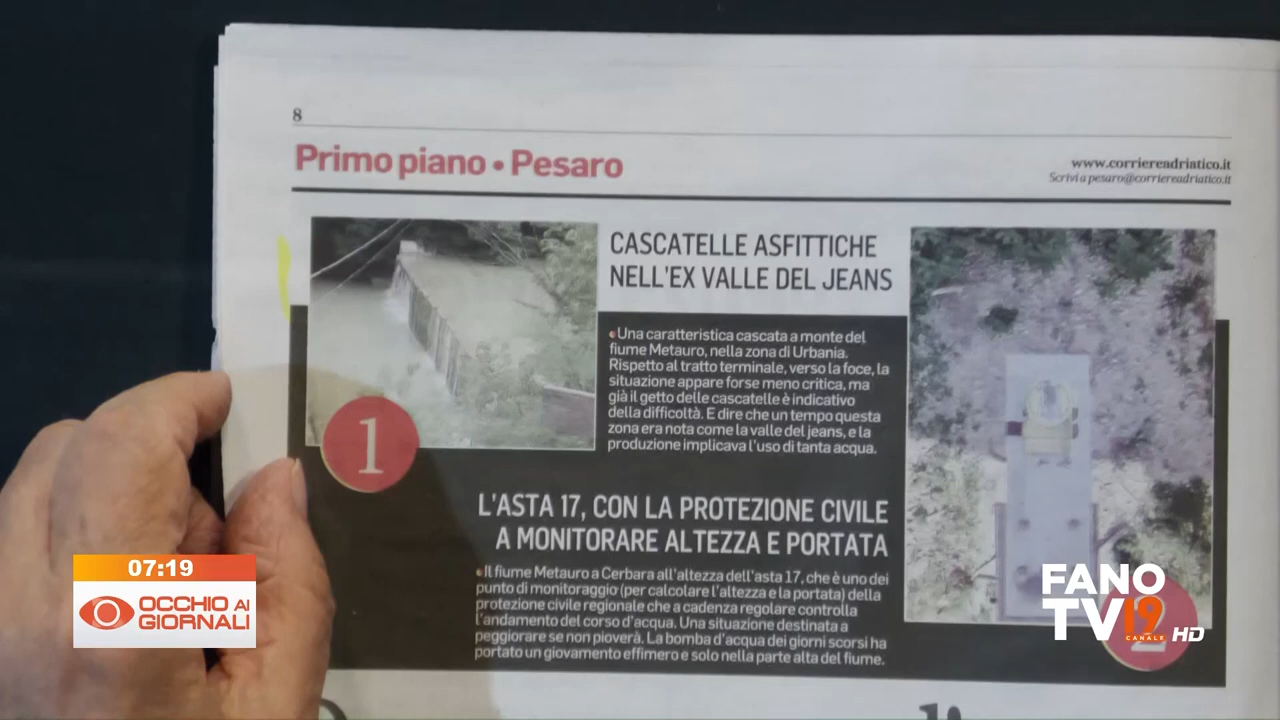 8
Primo piano • Pesaro
www.corriereadriatico.it
Scrivi a pesaro@corriereadriatico.it
CASCATELLE ASFITTICHE
NELL'EX VALLE DEL JEANS
•Una caratteristica cascata a monte del
fiume Metauro, nella zona di Urbania.
Rispetto al tratto terminale, verso la foce, la
situazione appare forse meno critica, ma
già il getto delle cascatelle è indicativo
della difficoltà. E dire che un tempo questa
zona era nota come la valle del jeans, e la
produzione implicava l'uso di tanta acqua.
1
L'ASTA 17, CON LA PROTEZIONE CIVILE
A MONITORARE ALTEZZA E PORTATA
•Il fiume Metauro a Cerbara all'altezza dell'asta 17, che è uno dei
punto di monitoraggio (per calcolare l'altezza e la portata) della
protezione civile regionale che a cadenza regolare controlla
l'andamento del corso d'acqua. Una situazione destinata a
peggiorare se non pioverà. La bomba d'acqua dei giorni scorsi ha
portato un giovamento effimero e solo nella parte alta del fiume.
2
07:19
OCCHIO AI
GIORNALI
FANO
TV 19
CANALE
HD